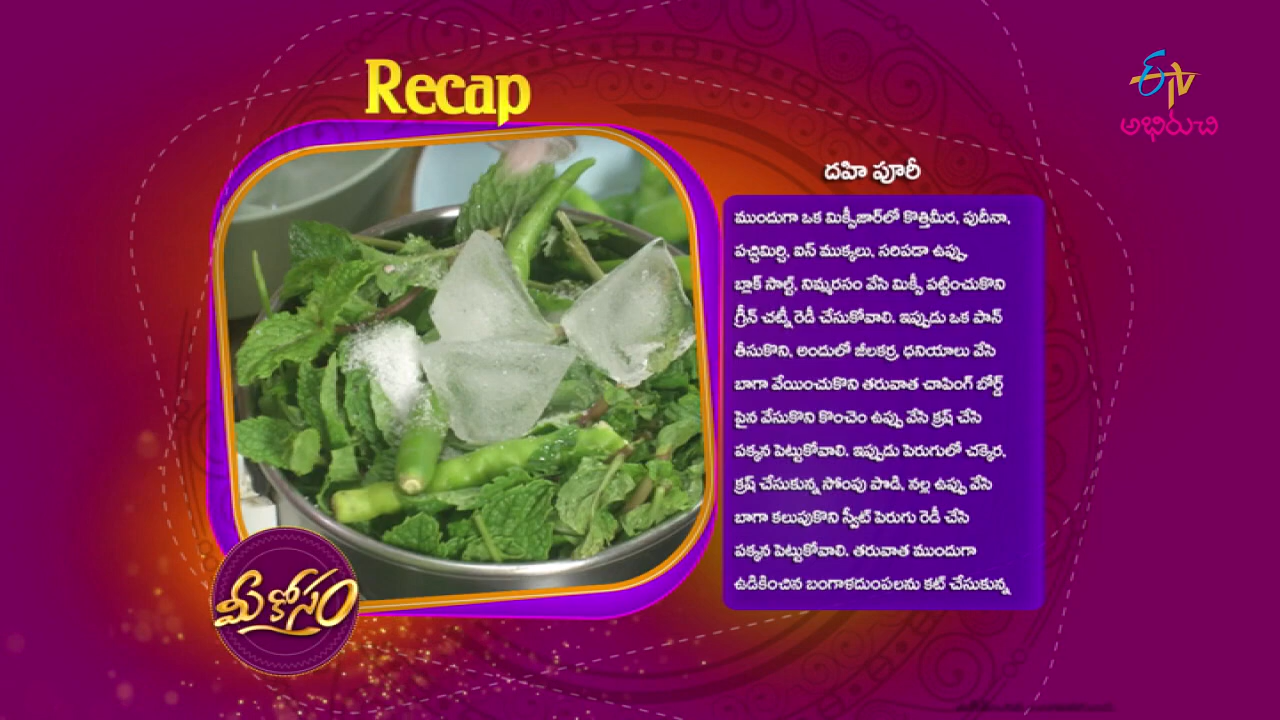 Recap
ETV
అభిరుచి
దహి పూరీ
ముందుగా ఒక మిక్సీజార్‌లో కొత్తిమీర, పుదీనా,
పచ్చిమిర్చి, ఐస్ ముక్కలు, సరిపడా ఉప్పు,
బ్లాక్ సాల్ట్, నిమ్మరసం వేసి మిక్సీ పట్టించుకొని
గ్రీన్ చట్నీ రెడీ చేసుకోవాలి. ఇప్పుడు ఒక పాన్
తీసుకొని, అందులో జీలకర్ర, ధనియాలు వేసి
బాగా వేయించుకొని తరువాత చాపింగ్ బోర్డ్
పైన వేసుకొని కొంచెం ఉప్పు వేసి క్రష్ చేసి
పక్కన పెట్టుకోవాలి. ఇప్పుడు పెరుగులో చక్కెర,
క్రష్ చేసుకున్న సోంపు పొడి, నల్ల ఉప్పు వేసి
బాగా కలుపుకొని స్వీట్ పెరుగు రెడీ చేసి
పక్కన పెట్టుకోవాలి. తరువాత ముందుగా
ఉడికించిన బంగాళదుంపలను కట్ చేసుకున్న
మీ కోసం